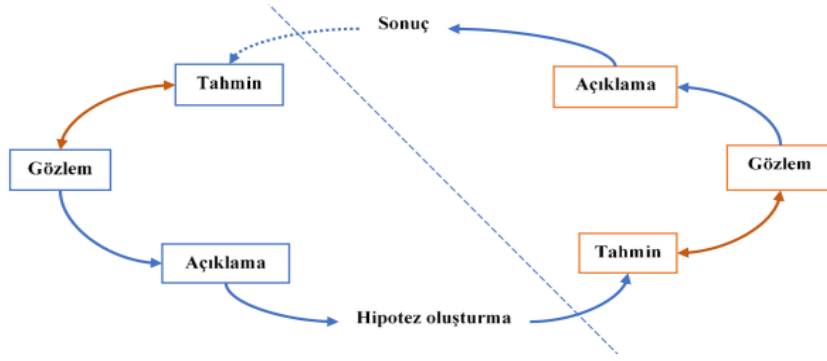 Sonuç
Tahmin
Açıklama
Gözlem
Gözlem
Tahmin
Açıklama
Hipotez oluşturma